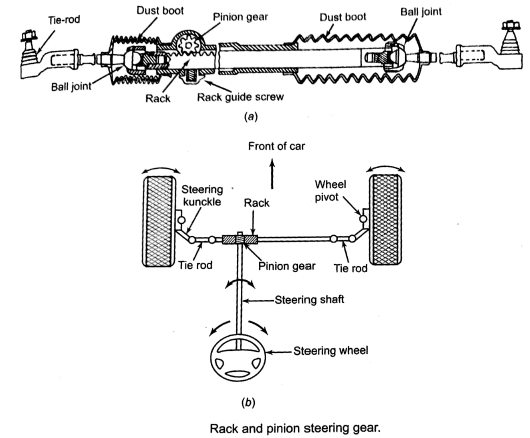 Tie-rod
Dust boot
Pinion gear
Dust boot
Ball joint
Ball joint
Rack
Rack guide screw
(a)
Front of car
Steering
kunckle
Rack
Wheel
pivot
Tie rod
Pinion gear
Tie rod
Steering shaft
Steering wheel
(b)
Rack and pinion steering gear.